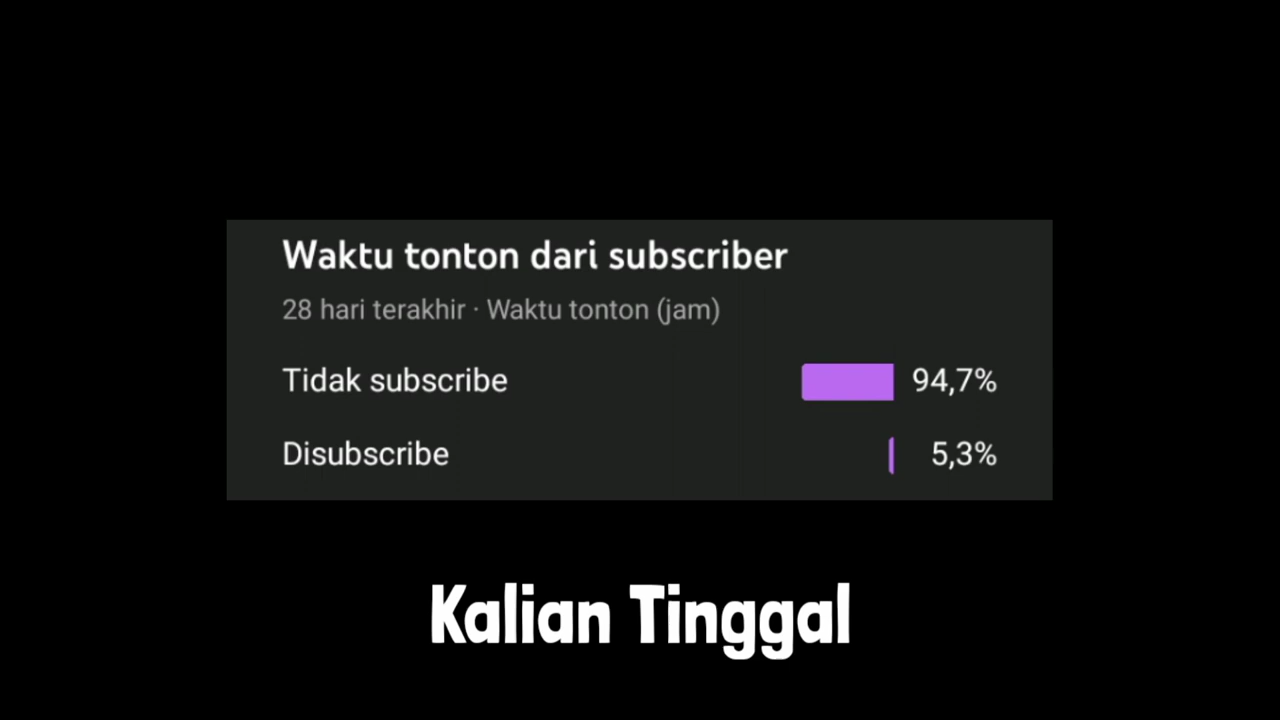 Waktu tonton dari subscriber
28 hari terakhir · Waktu tonton (jam)
Tidak subscribe 94,7%
Disubscribe 5,3%
Kalian Tinggal